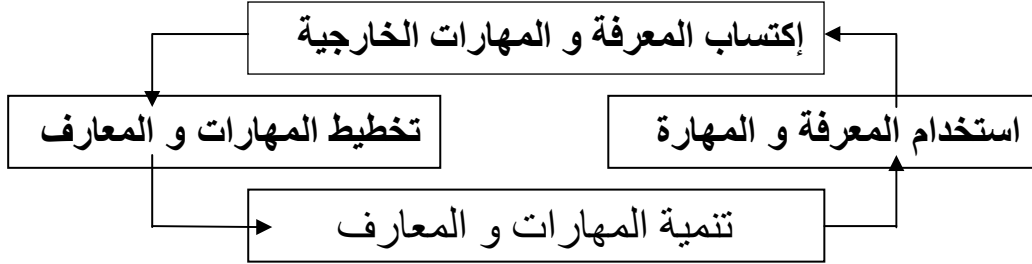 إكتساب المعرفة و المهارات الخارجية
استخدام المعرفة و المهارة
تخطيط المهارات و المعارف
تنمية المهارات و المعارف